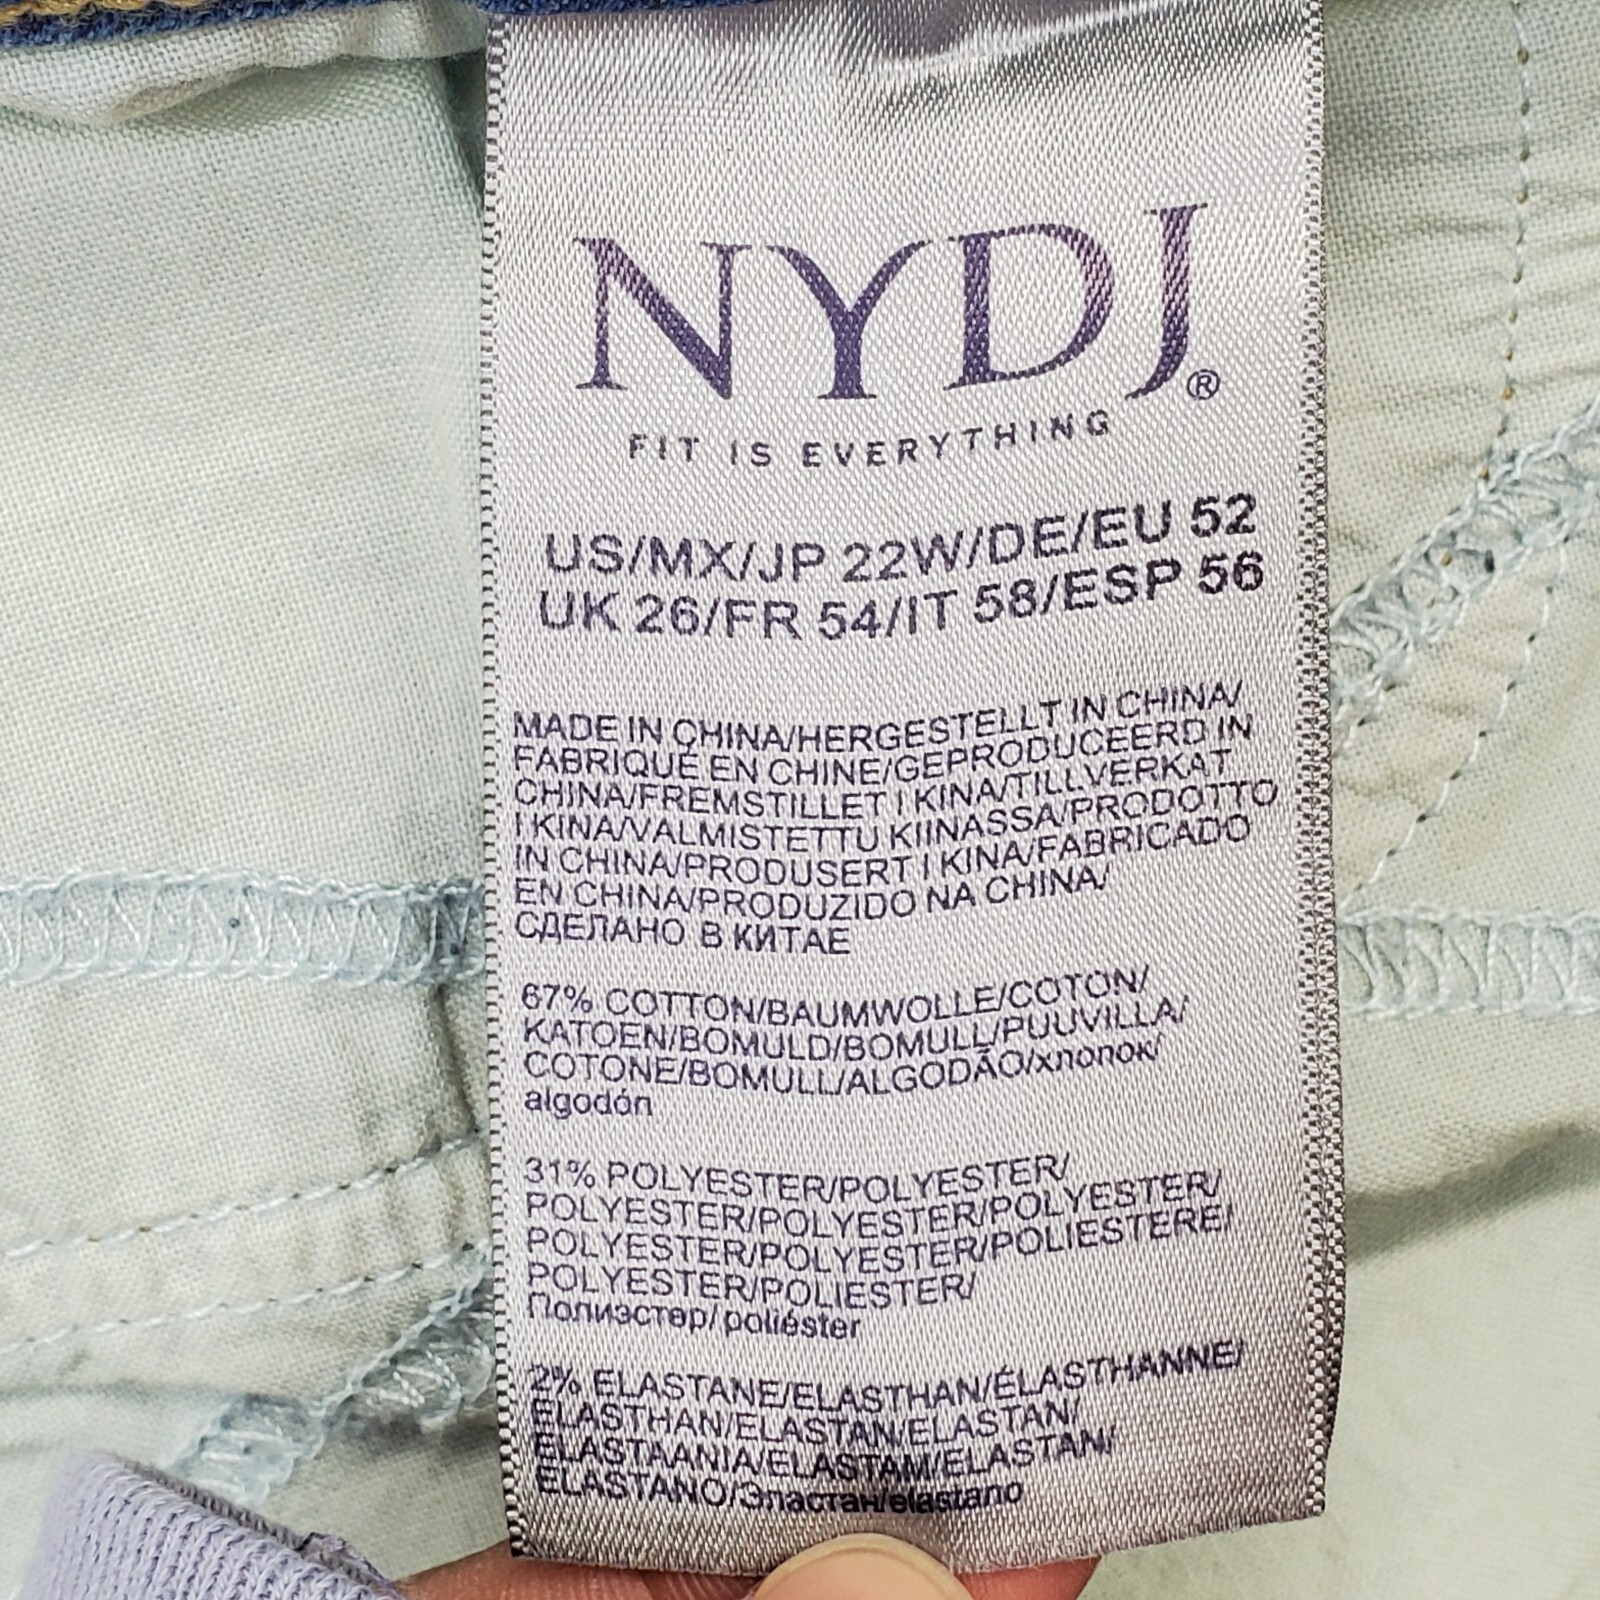 NYDJ®
FIT IS EVERYTHING
US/MX/JP 22W/DE/EU 52
UK 26/FR 54/IT 58/ESP 56
MADE IN CHINA/HERGESTELLT IN CHINA/
FABRIQUÉ EN CHINE/GEPRODUCEERD IN
CHINA/FREMSTILLET I KINA/TILLVERKAT
I KINA/VALMISTETTU KIINASSA/PRODOTTO
IN CHINA/PRODUSERT I KINA/FABRICADO
EN CHINA/PRODUZIDO NA CHINA/
СДЕЛАНО В КИТАЕ
67% COTTON/BAUMWOLLE/COTON/
KATOEN/BOMULD/BOMULL/PUUVILLA/
COTONE/BOMULL/ALGODÃO/хлопок/
algodón
31% POLYESTER/POLYESTER/
POLYESTER/POLYESTER/POLYESTER/
POLYESTER/POLYESTER/POLIESTERE/
POLYESTER/POLIESTER/
Полиэстер/poliéster
2% ELASTANE/ELASTHAN/ÉLASTHANNE/
ELASTHAN/ELASTAN/ELASTAN/
ELASTAANIA/ELASTAM/ELASTAN/
ELASTANO/Эластан/elastano